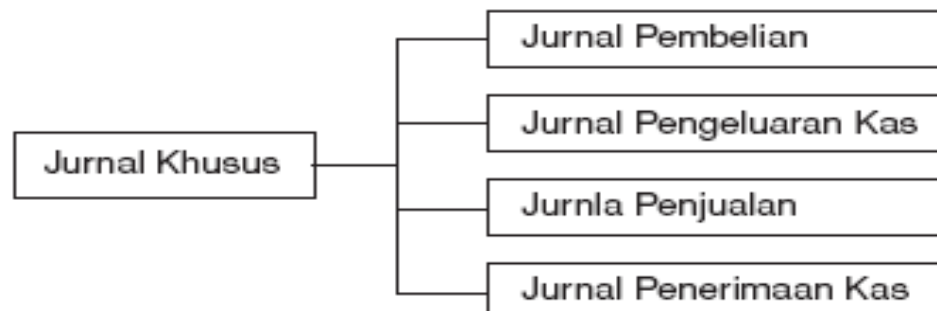 Jurnal Khusus
Jurnal Pembelian
Jurnal Pengeluaran Kas
Jurnla Penjualan
Jurnal Penerimaan Kas